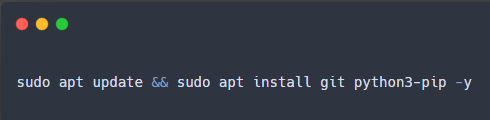 sudo apt update && sudo apt install git python3-pip -y